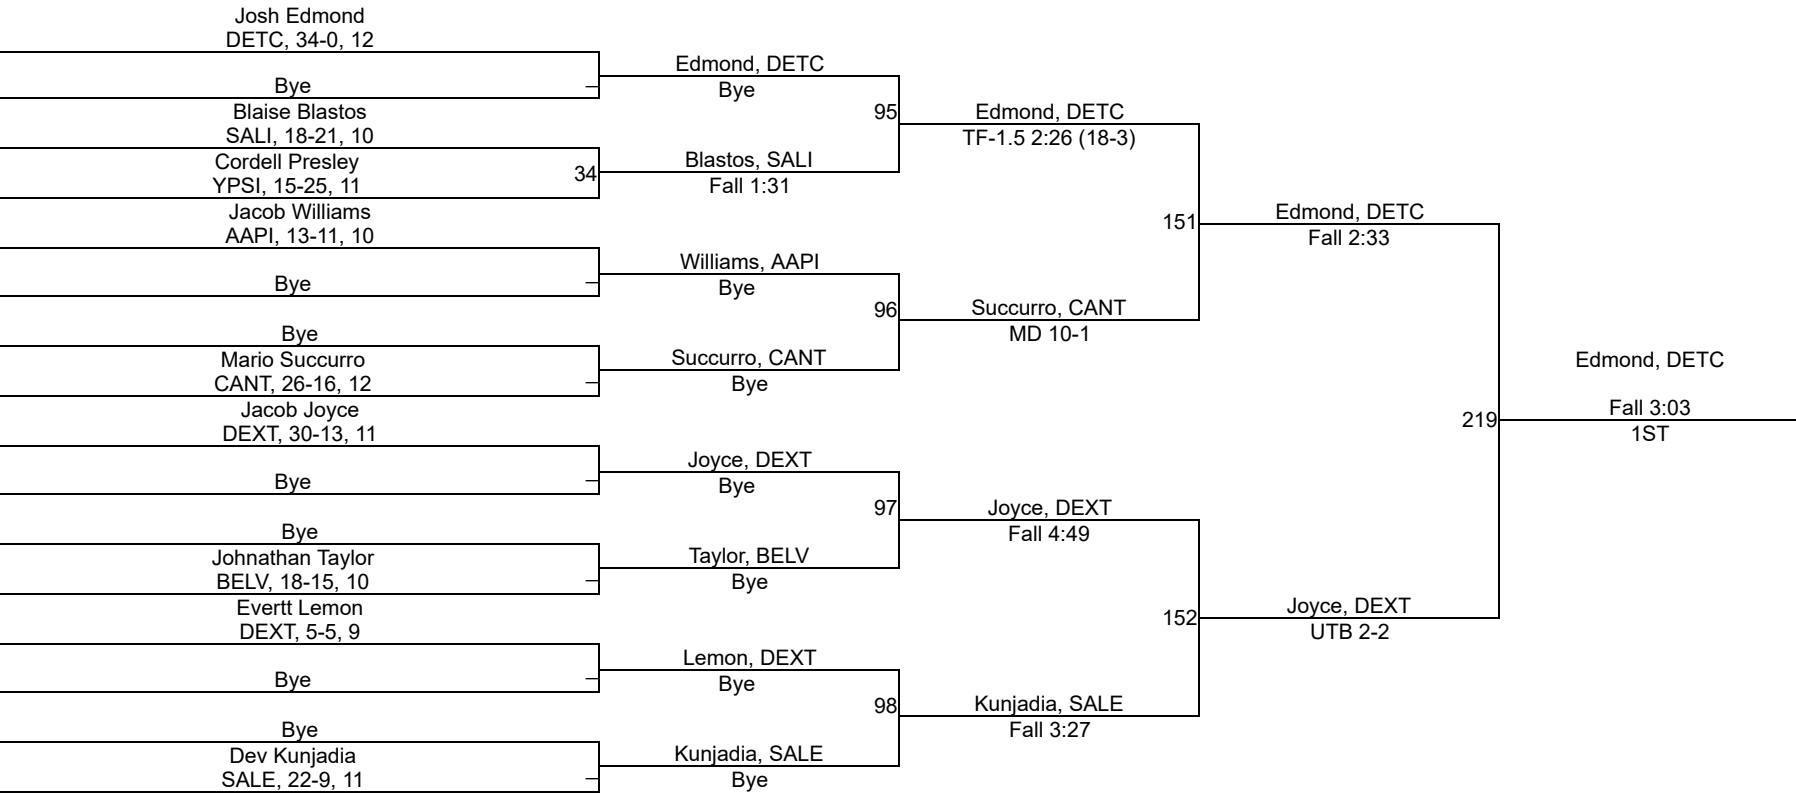 Josh Edmond
DETC, 34-0, 12
Bye
Blaise Blastos
SALI, 18-21, 10
Cordell Presley
YPSI, 15-25, 11
34
Jacob Williams
AAPI, 13-11, 10
Bye
Bye
Mario Succurro
CANT, 26-16, 12
Jacob Joyce
DEXT, 30-13, 11
Bye
Bye
Johnathan Taylor
BELV, 18-15, 10
Evertt Lemon
DEXT, 5-5, 9
Bye
Bye
Dev Kunjadia
SALE, 22-9, 11
Edmond, DETC
Bye
95
Blastos, SALI
Fall 1:31
Williams, AAPI
Bye
96
Succurro, CANT
Bye
Joyce, DEXT
Bye
97
Taylor, BELV
Bye
Lemon, DEXT
Bye
98
Kunjadia, SALE
Bye
Edmond, DETC
TF-1.5 2:26 (18-3)
151
Succurro, CANT
MD 10-1
Joyce, DEXT
Fall 4:49
152
Kunjadia, SALE
Fall 3:27
Edmond, DETC
Fall 2:33
219
Joyce, DEXT
UTB 2-2
Edmond, DETC
Fall 3:03
1ST